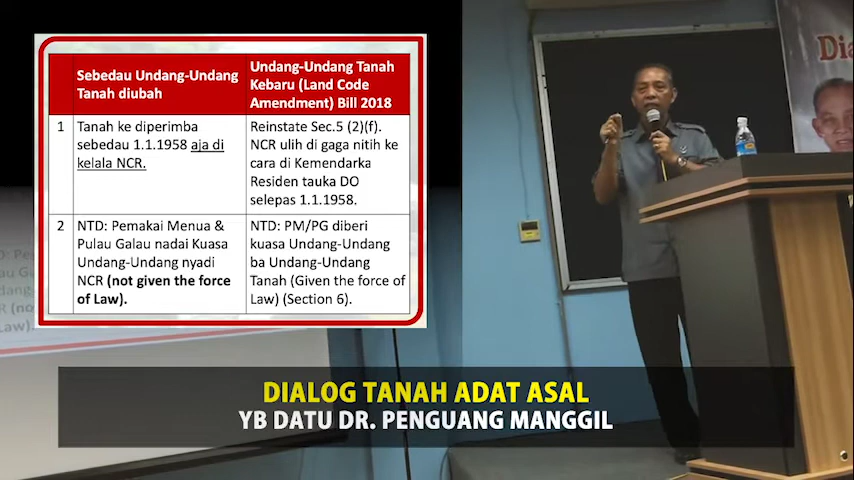 Sebedau Undang-Undang
Tanah diubah
Undang-Undang Tanah
Kebaru (Land Code
Amendment) Bill 2018
1
Tanah ke diperimba
sebedau 1.1.1958 aja di
kelala NCR.
Reinstate Sec.5 (2)(f).
NCR ulih di gaga nitih ke
cara di Kemendarka
Residen tauka DO
selepas 1.1.1958.
2
NTD: Pemakai Menua &
Pulau Galau nadai Kuasa
Undang-Undang nyadi
NCR (not given the force
of Law).
NTD: PM/PG diberi
kuasa Undang-Undang
ba Undang-Undang
Tanah (Given the force of
Law) (Section 6).
Dia
DIALOG TANAH ADAT ASAL
YB DATU DR. PENGUANG MANGGIL